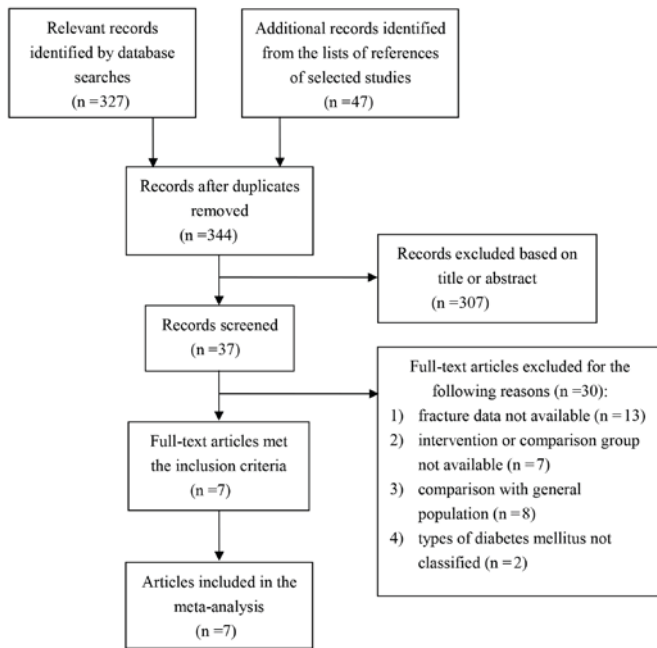 Relevant records
identified by database
searches
(n =327)
Additional records identified
from the lists of references
of selected studies
(n =47)
Records after duplicates
removed
(n =344)
Records excluded based on
title or abstract
(n =307)
Records screened
(n =37)
Full-text articles excluded for the
following reasons (n =30):
1) fracture data not available (n = 13)
2) intervention or comparison group
not available (n = 7)
3) comparison with general
population (n = 8)
4) types of diabetes mellitus not
classified (n = 2)
Full-text articles met
the inclusion criteria
(n =7)
Articles included in the
meta-analysis
(n =7)